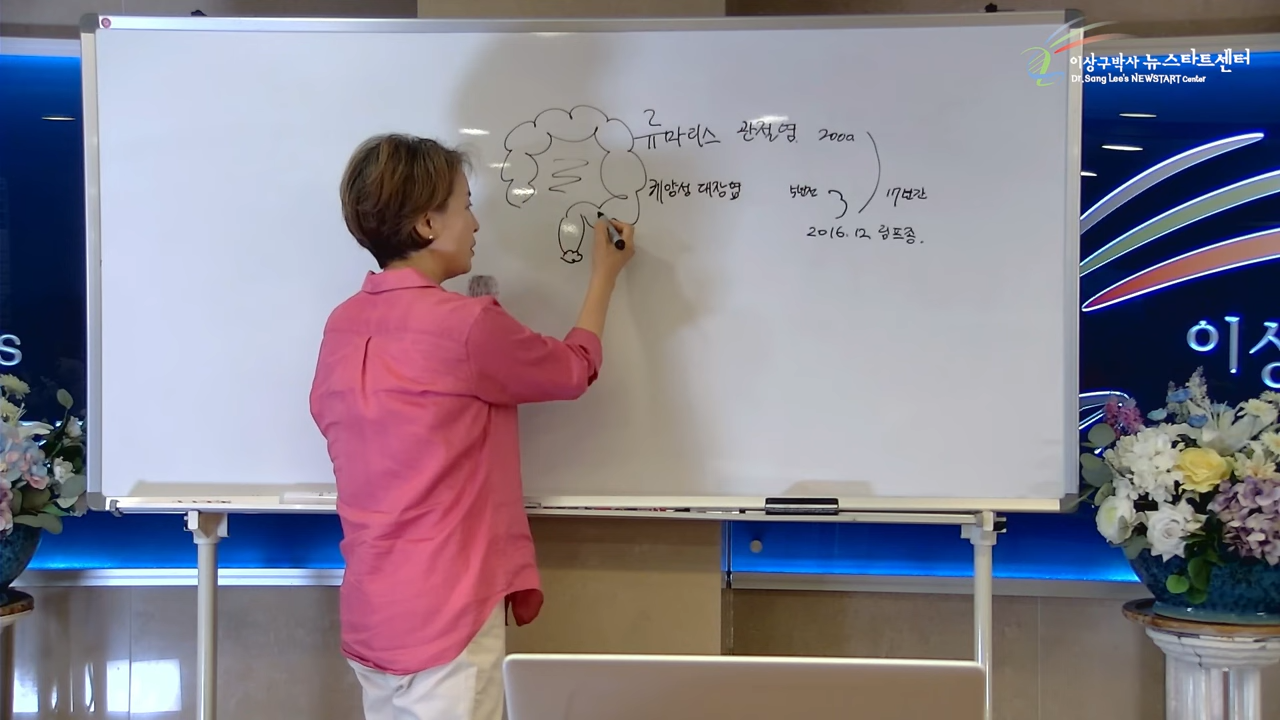 이상구박사 뉴스타트센터
Dr. Sang Lee's NEWSTART Center
류마티스 관절염 2000
궤양성 대장염 5년전 17년간
2016.12 림프종.
s
이상